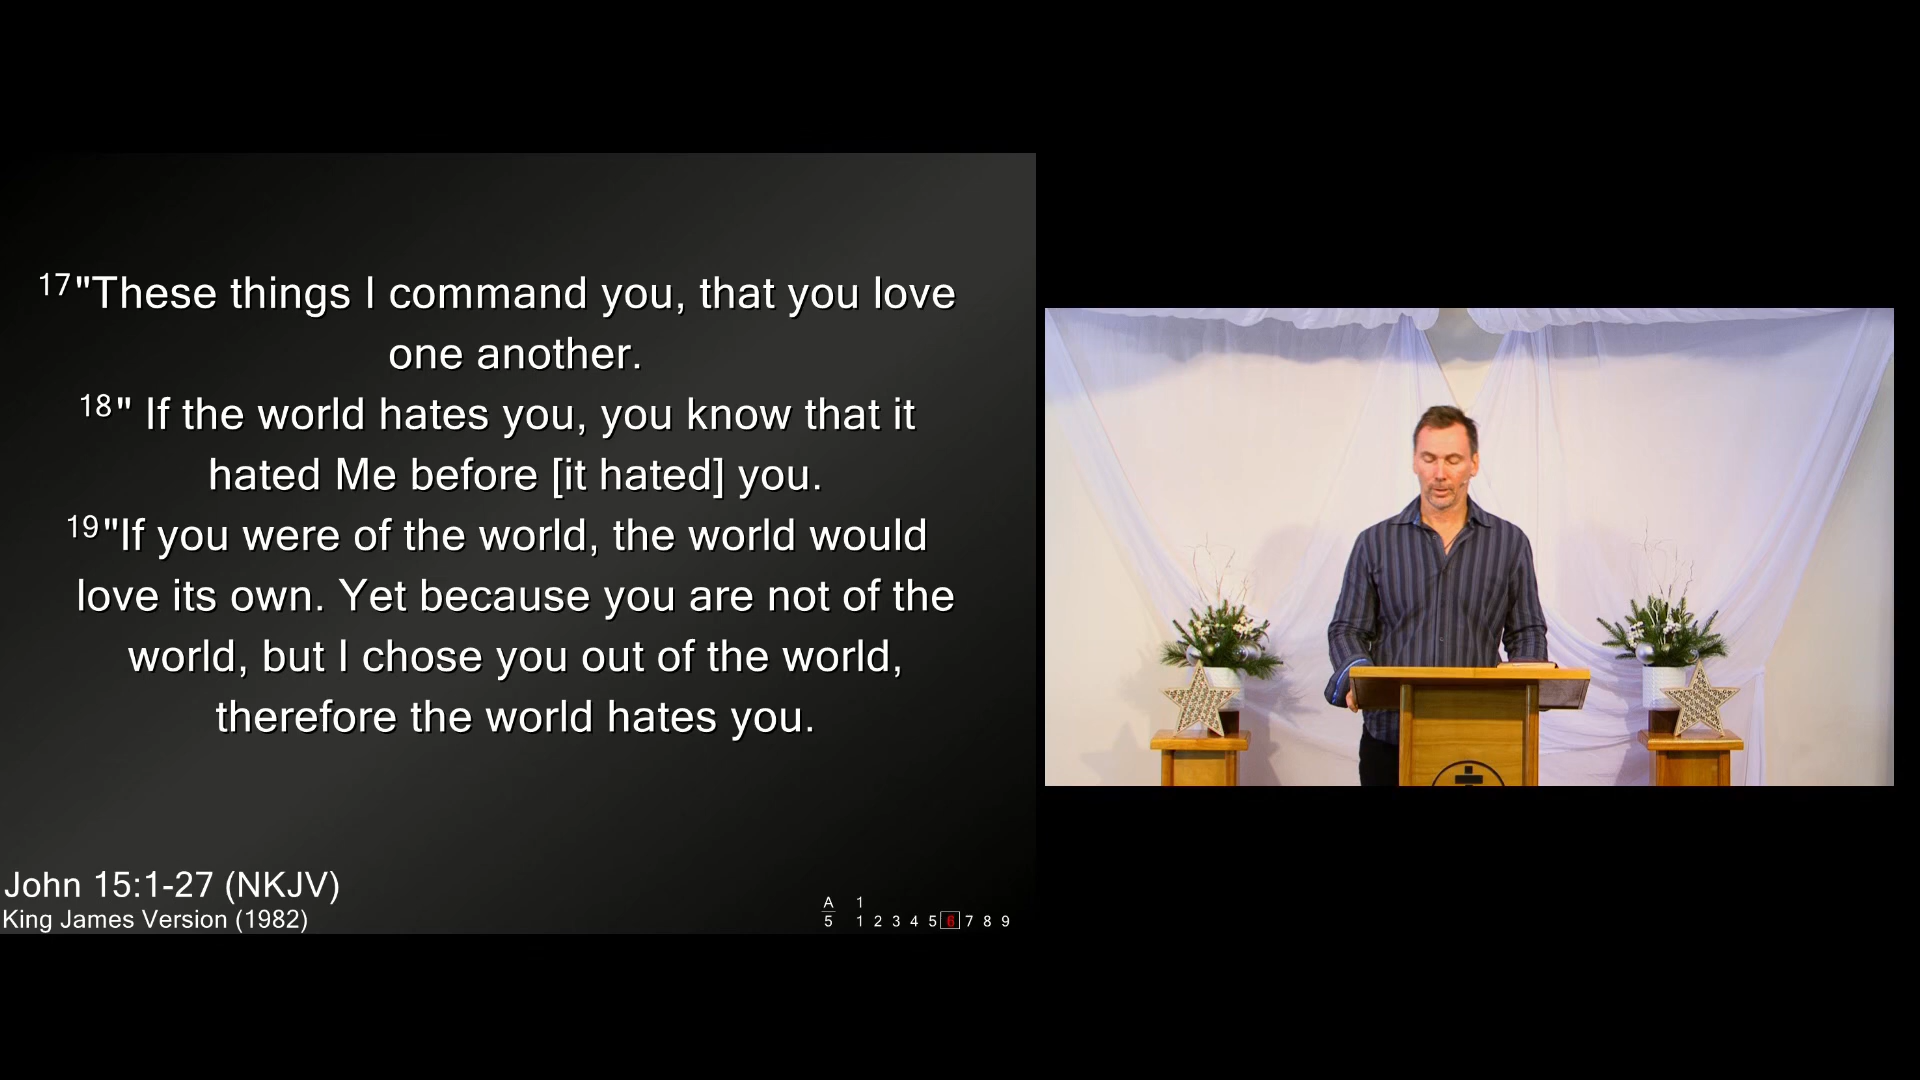 17"These things I command you, that you love
one another.
18" If the world hates you, you know that it
hated Me before [it hated] you.
19"If you were of the world, the world would
love its own. Yet because you are not of the
world, but I chose you out of the world,
therefore the world hates you.
John 15:1-27 (NKJV)
King James Version (1982)
A 1
5 1 2 3 4 5 6 7 8 9